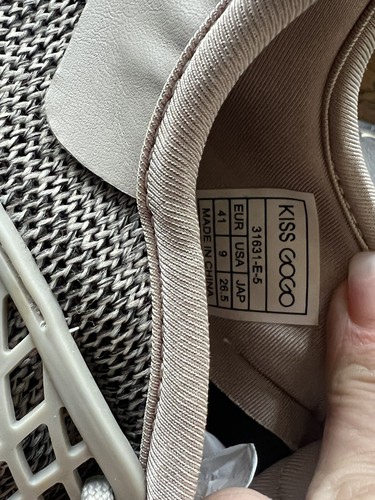 KISS GOGO
31631-E-5
EUR USA JAP
41 9 26.5
MADE IN CHINA